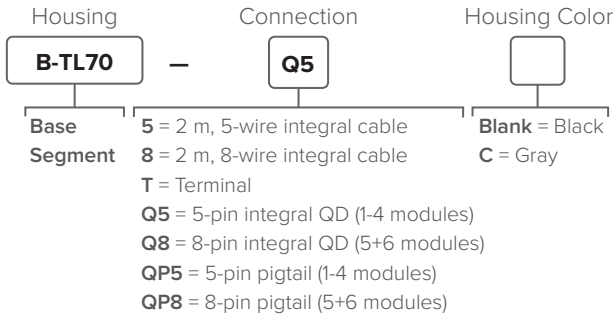 Housing Connection Housing Color
B-TL70 – Q5
Base 5 = 2 m, 5-wire integral cable Blank = Black
Segment 8 = 2 m, 8-wire integral cable C = Gray
T = Terminal
Q5 = 5-pin integral QD (1-4 modules)
Q8 = 8-pin integral QD (5+6 modules)
QP5 = 5-pin pigtail (1-4 modules)
QP8 = 8-pin pigtail (5+6 modules)